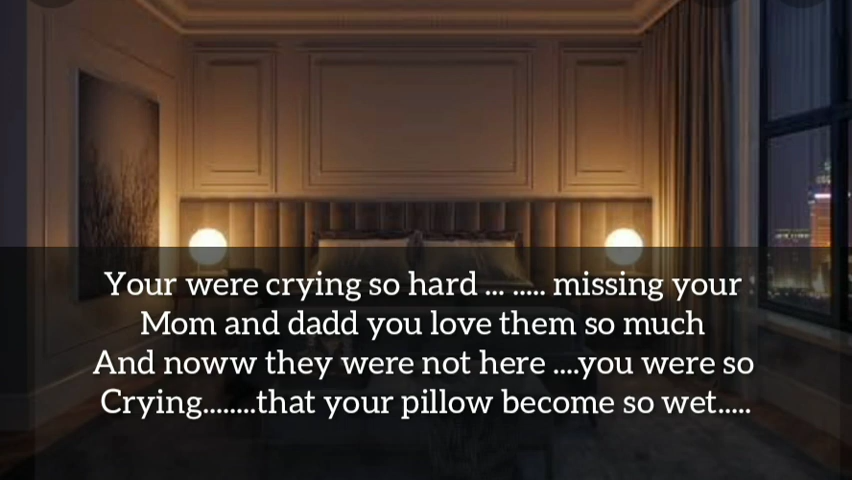 Your were crying so hard ... ..... missing your
Mom and dadd you love them so much
And noww they were not here ....you were so
Crying........that your pillow become so wet.....